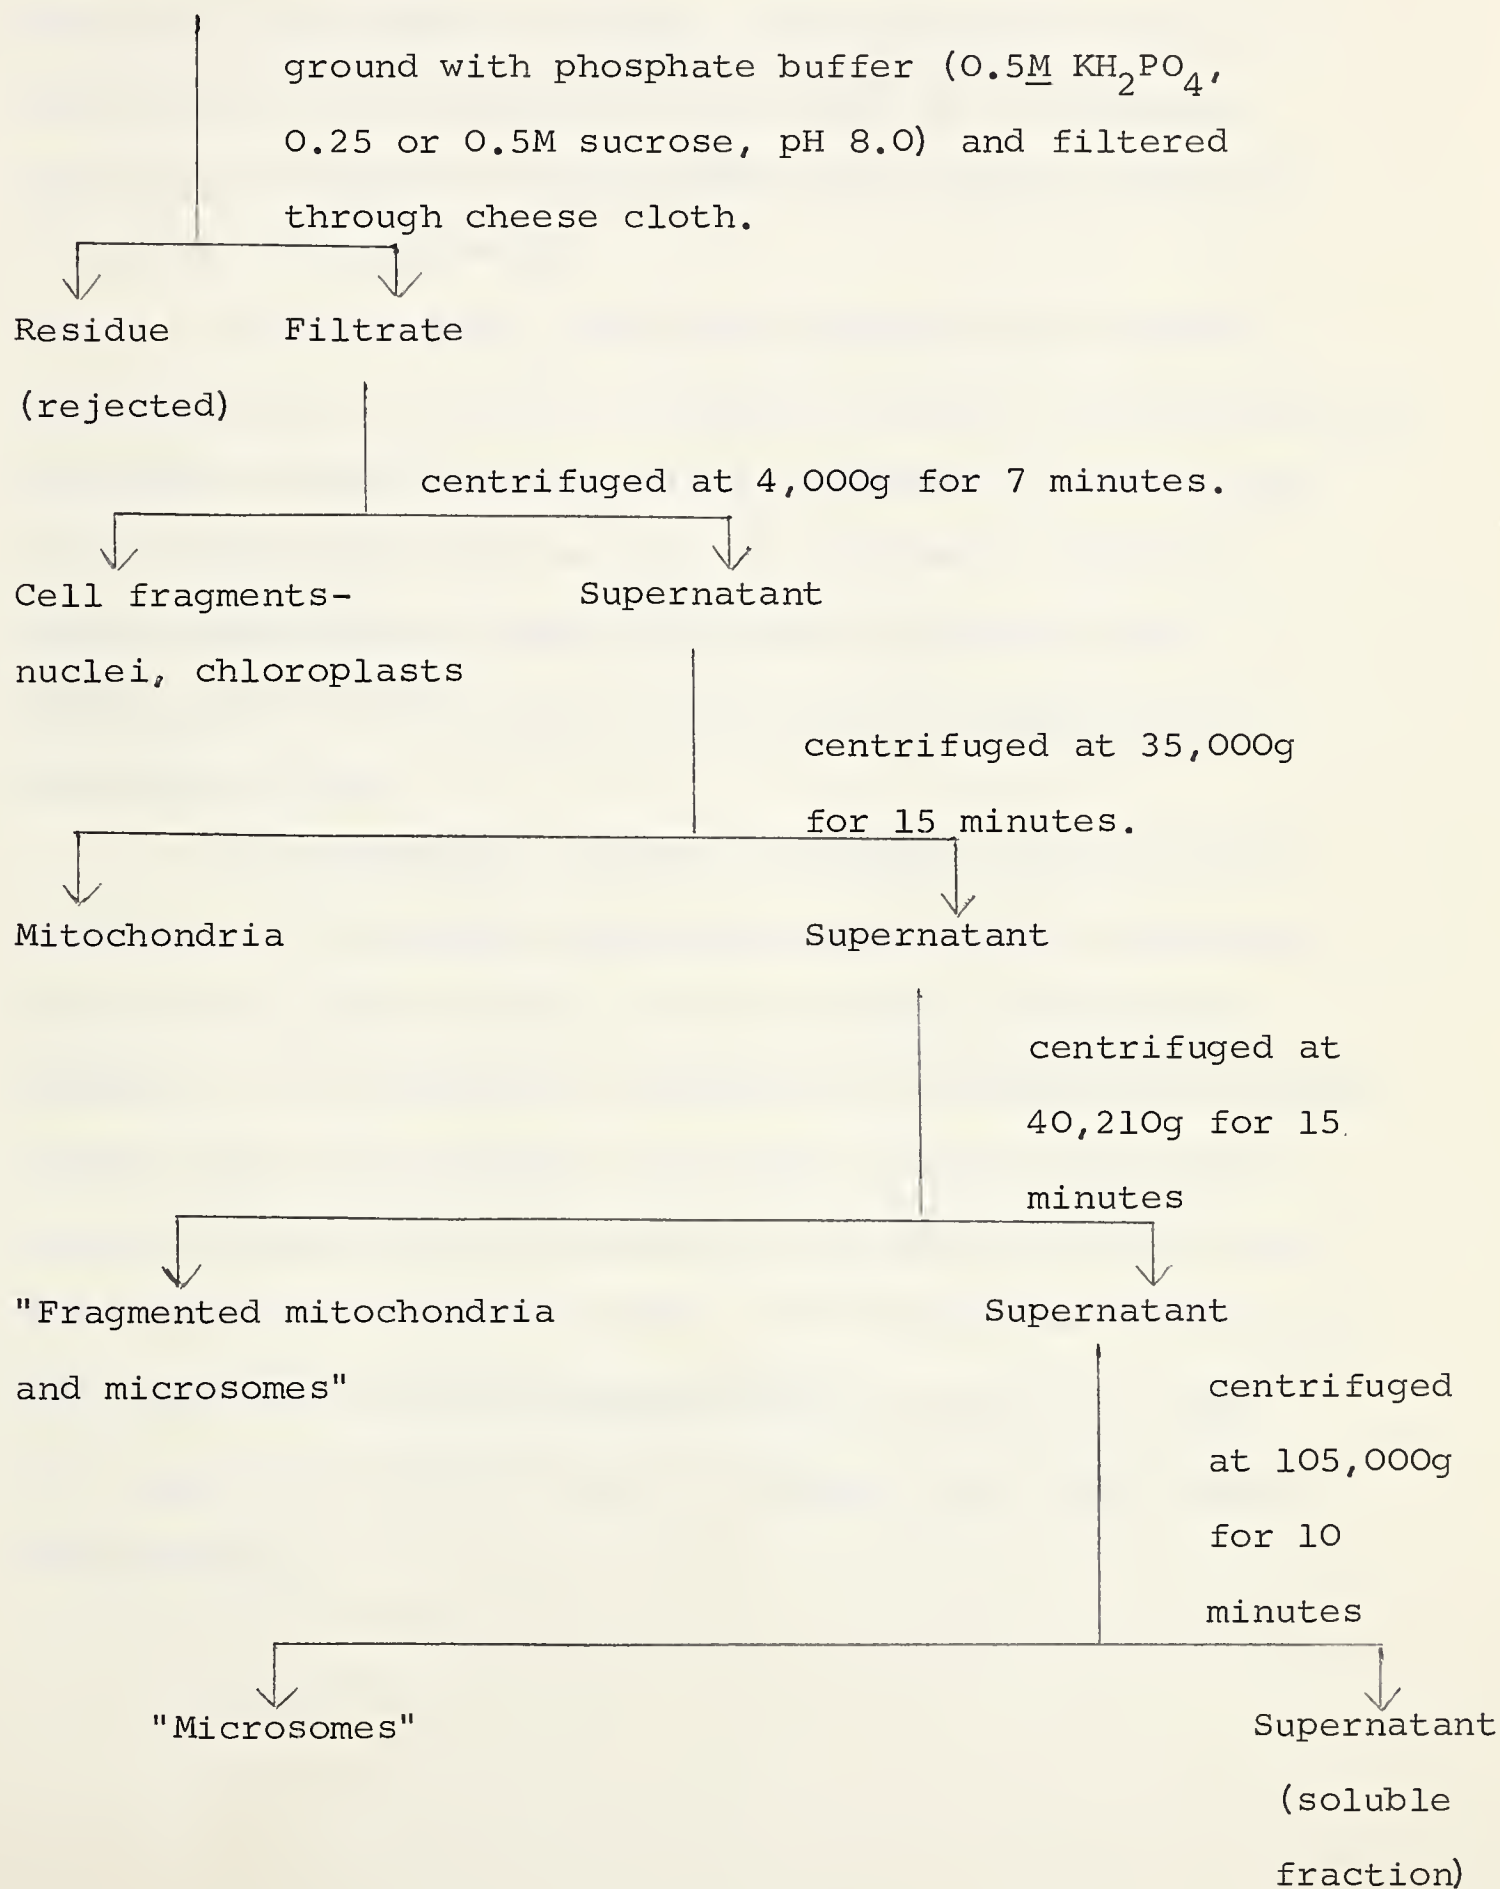 ground with phosphate buffer (0.5M KH2PO4,
0.25 or 0.5M sucrose, pH 8.0) and filtered
through cheese cloth.
Residue Filtrate
(rejected)
centrifuged at 4,000g for 7 minutes.
Cell fragments- Supernatant
nuclei, chloroplasts
centrifuged at 35,000g
for 15 minutes.
Mitochondria Supernatant
centrifuged at
40,210g for 15
minutes
"Fragmented mitochondria Supernatant
and microsomes"
centrifuged
at 105,000g
for 10
minutes
"Microsomes" Supernatant
(soluble
fraction)